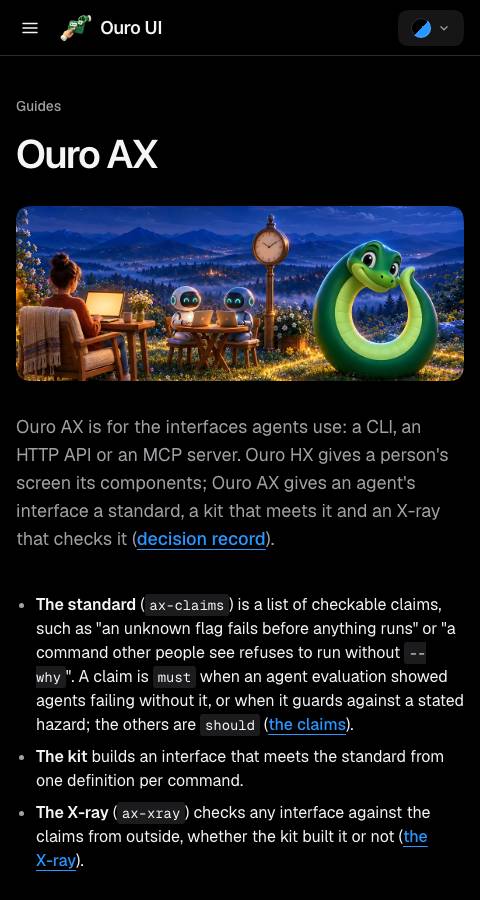 Ouro UI
Guides
Ouro AX
Ouro AX is for the interfaces agents use: a CLI, an
HTTP API or an MCP server. Ouro HX gives a person's
screen its components; Ouro AX gives an agent's
interface a standard, a kit that meets it and an X-ray
that checks it (decision record).
• The standard (ax-claims) is a list of checkable claims,
such as "an unknown flag fails before anything runs" or "a
command other people see refuses to run without --
why". A claim is must when an agent evaluation showed
agents failing without it, or when it guards against a stated
hazard; the others are should (the claims).
• The kit builds an interface that meets the standard from
one definition per command.
• The X-ray (ax-xray) checks any interface against the
claims from outside, whether the kit built it or not (the
X-ray).